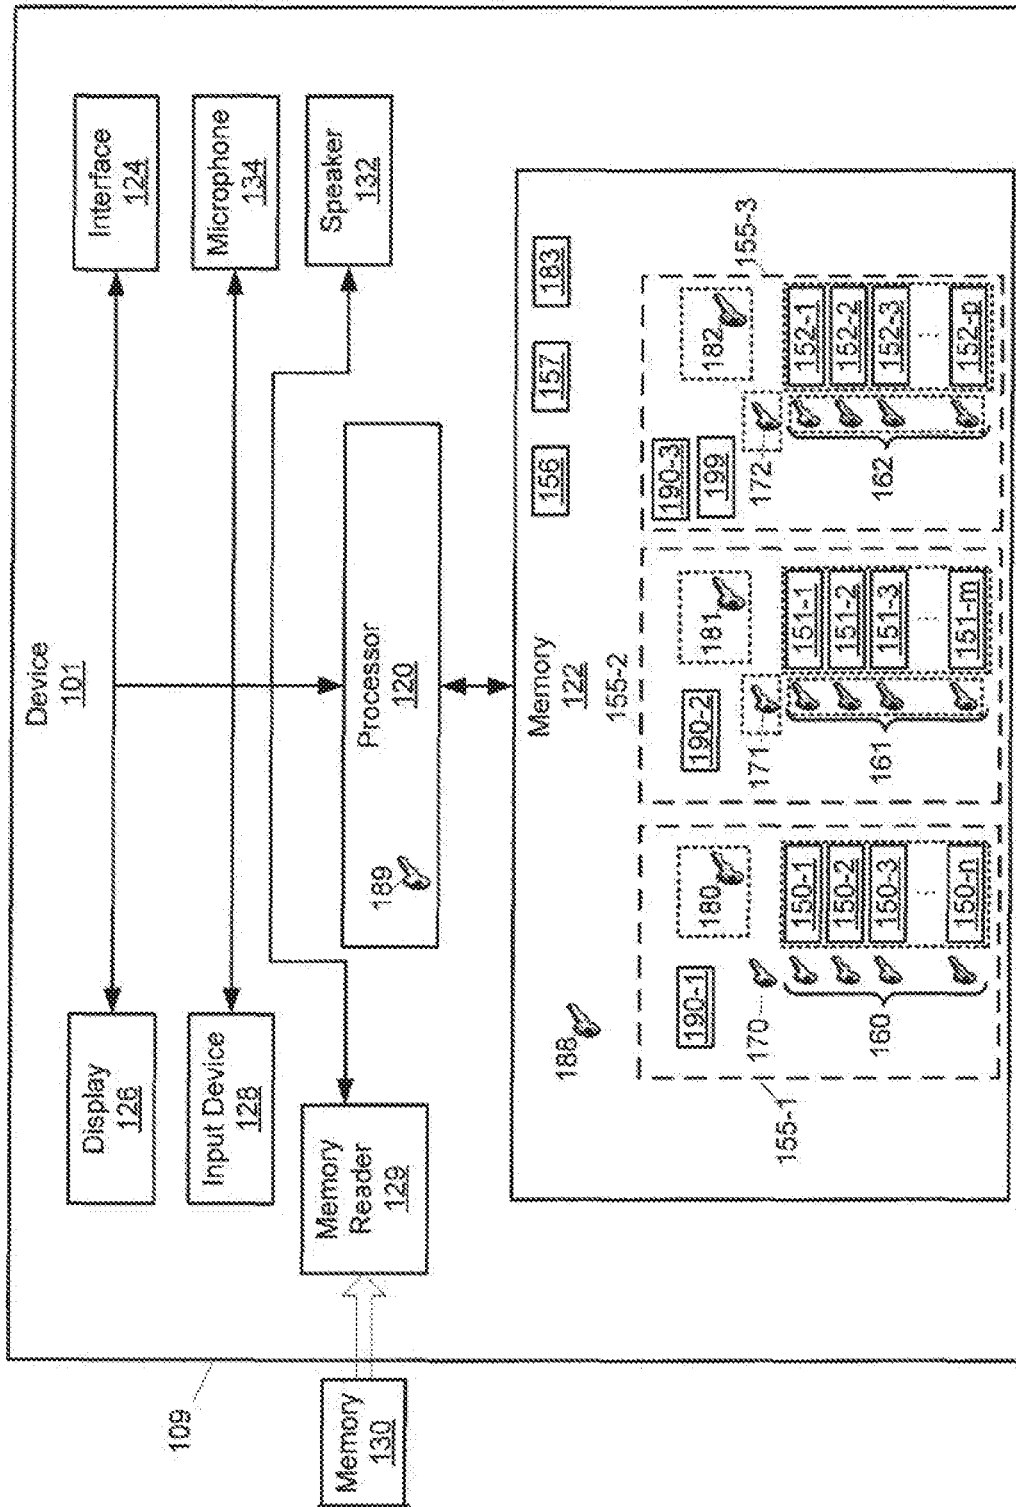 Device
101
109
Display
126
Interface
124
Input Device
128
Microphone
134
Memory
Reader
129
Speaker
132
Memory
130
Processor
120
189
Memory
122
188
156
157
183
155-1
155-2
155-3
190-1
180
170
150-1
150-2
150-3
150-n
160
190-2
181
171
151-1
151-2
151-3
151-m
161
190-3
199
182
172
152-1
152-2
152-3
152-p
162